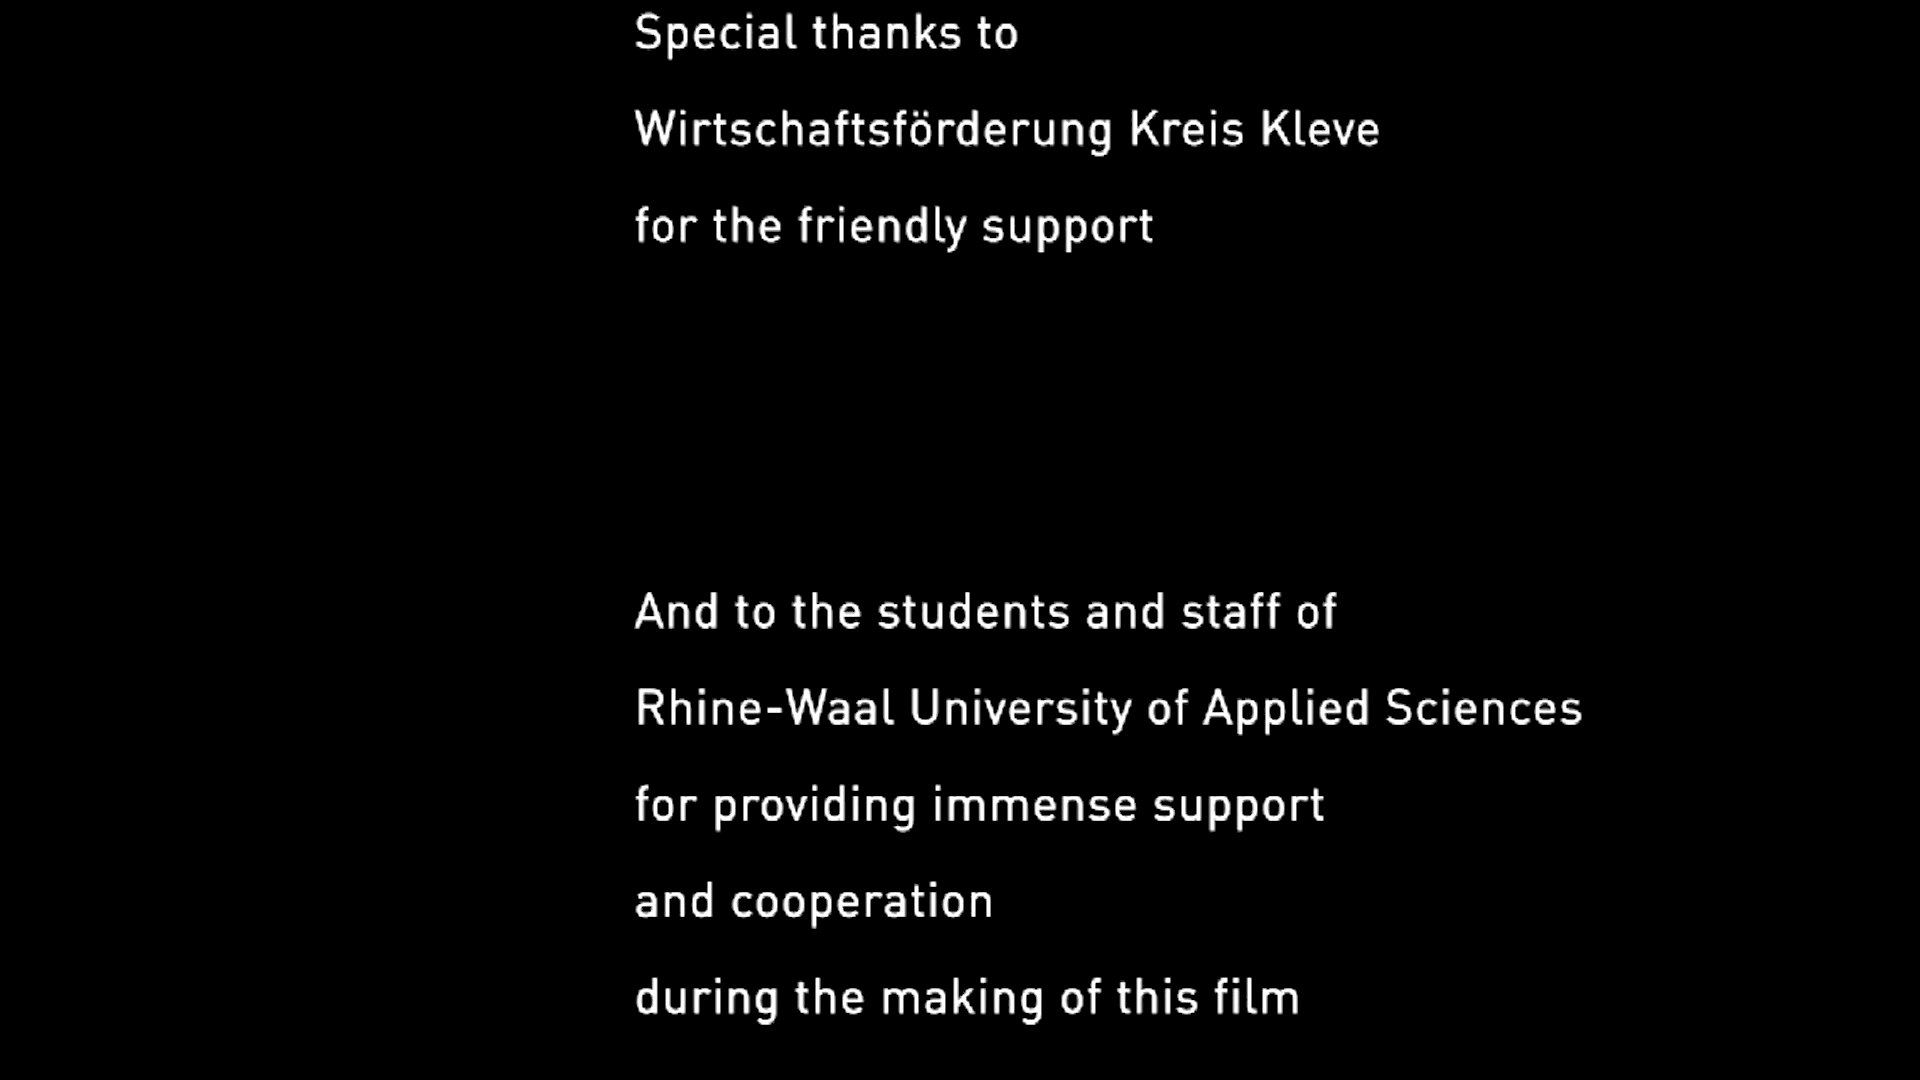 Special thanks to
Wirtschaftsförderung Kreis Kleve
for the friendly support
And to the students and staff of
Rhine-Waal University of Applied Sciences
for providing immense support
and cooperation
during the making of this film